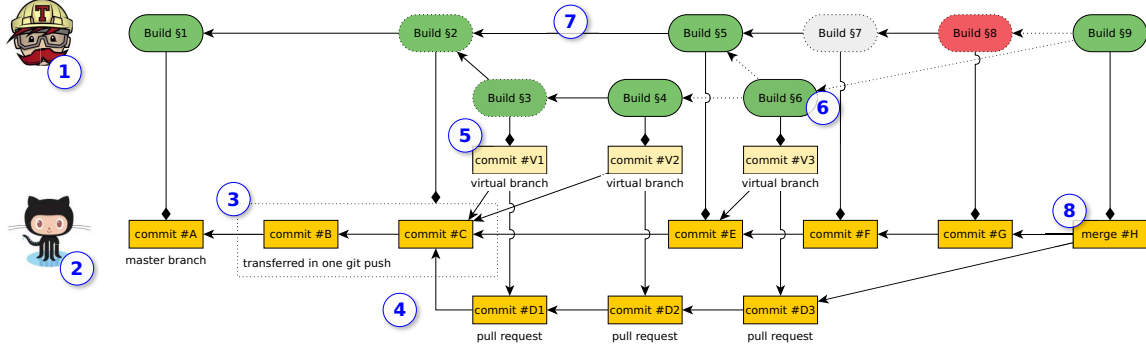 T
Build §1
Build §2
7
Build §5
Build §7
Build §8
Build §9
1
Build §3
Build §4
Build §6
6
5
commit #V1
commit #V2
commit #V3
virtual branch
virtual branch
virtual branch
3
8
commit #A
commit #B
commit #C
commit #E
commit #F
commit #G
merge #H
master branch
transferred in one git push
2
4
commit #D1
commit #D2
commit #D3
pull request
pull request
pull request